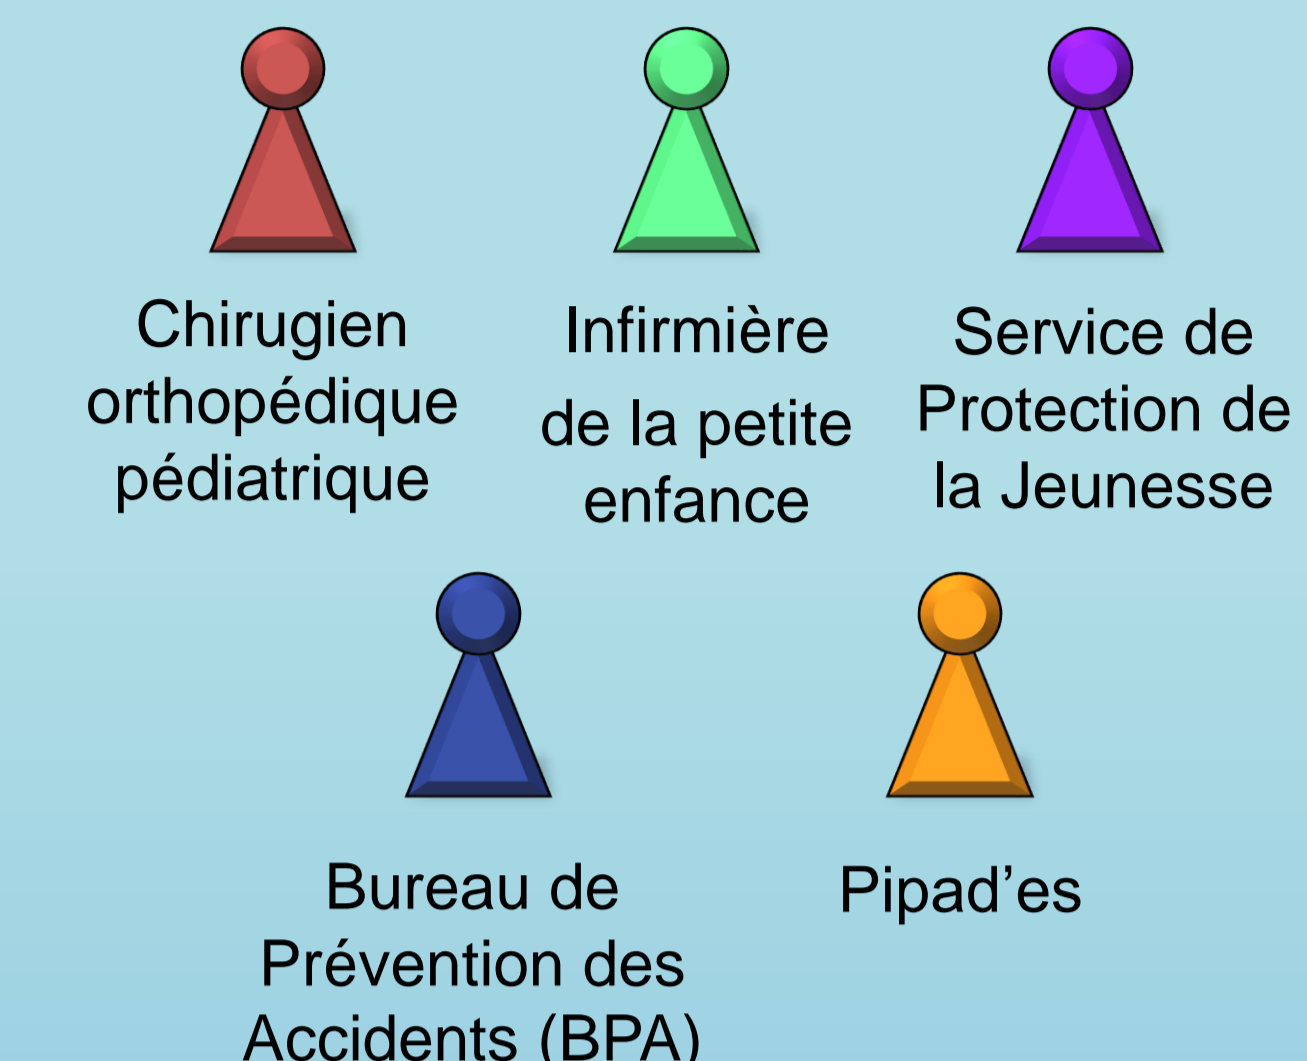 Chirugien
orthopédique
pédiatrique
Infirmière
de la petite
enfance
Service de
Protection de
la Jeunesse
Bureau de
Prévention des
Accidents (BPA)
Pipad’es